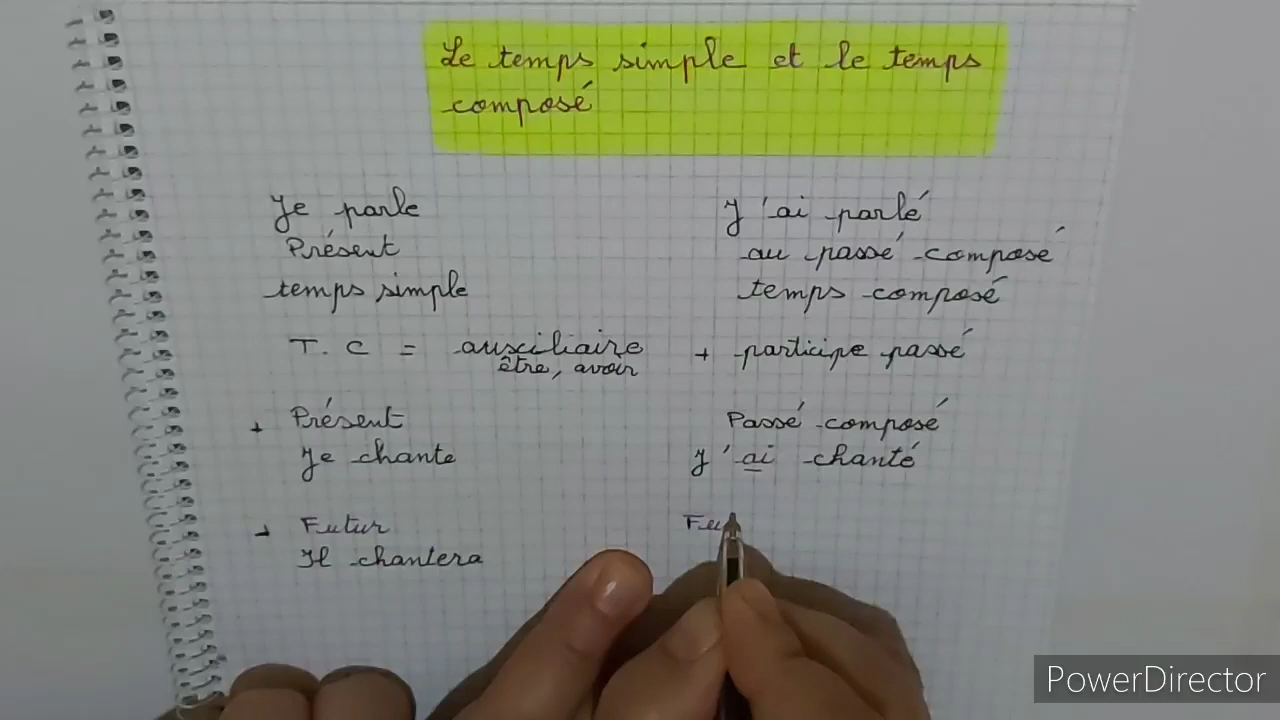 Le temps simple et le temps
composé
Je parle
J'ai parlé
Présent
au passé composé
temps simple
temps composé
T. C = auxiliaire + participe passé
être, avoir
+ Présent
Passé composé
Je chante
J'ai chanté
+ Futur
Fu
Il chantera
PowerDirector